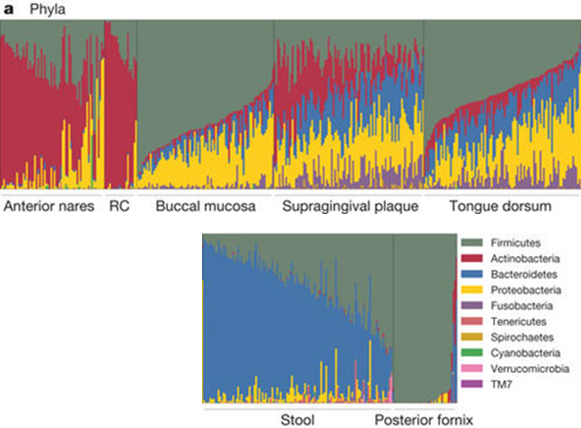 a Phyla
Anterior nares RC Buccal mucosa Supragingival plaque Tongue dorsum
Firmicutes
Actinobacteria
Bacteroidetes
Proteobacteria
Fusobacteria
Tenericutes
Spirochaetes
Cyanobacteria
Verrucomicrobia
TM7
Stool Posterior fornix